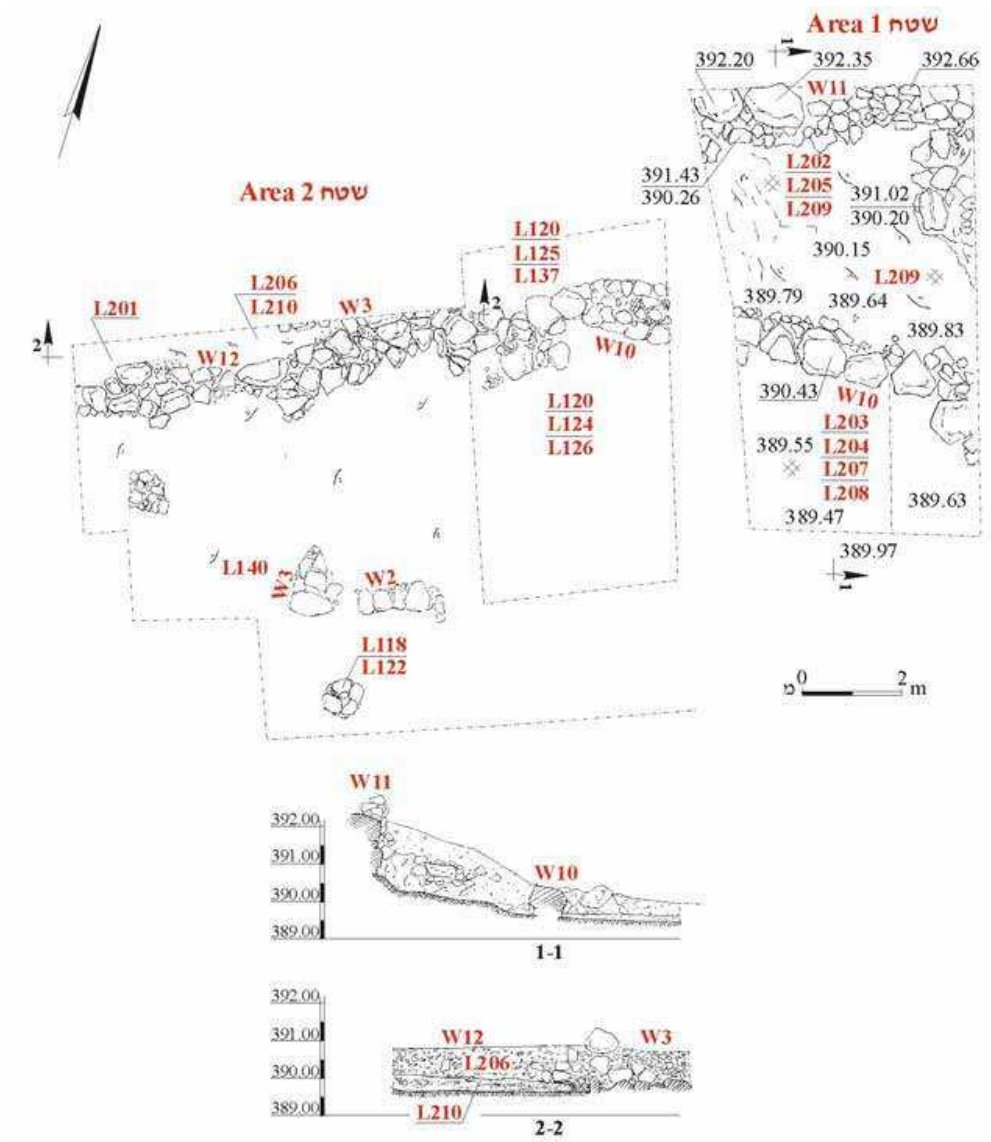 Area 1 שטח
1
392.20
392.35
392.66
W11
L202
L205
L209
391.43
390.26
391.02
390.20
390.15
L209
389.79
389.64
389.83
390.43
W10
L203
L204
L207
L208
389.55
389.47
389.63
389.97
1
Area 2 שטח
L120
L125
L137
L206
L210
W3
L201
2
2
W12
W10
L120
L124
L126
L140
W3
W2
L118
L122
מ 0 2 m
W11
392.00
391.00
390.00
389.00
W10
1-1
392.00
391.00
390.00
389.00
W12
W3
L206
L210
2-2